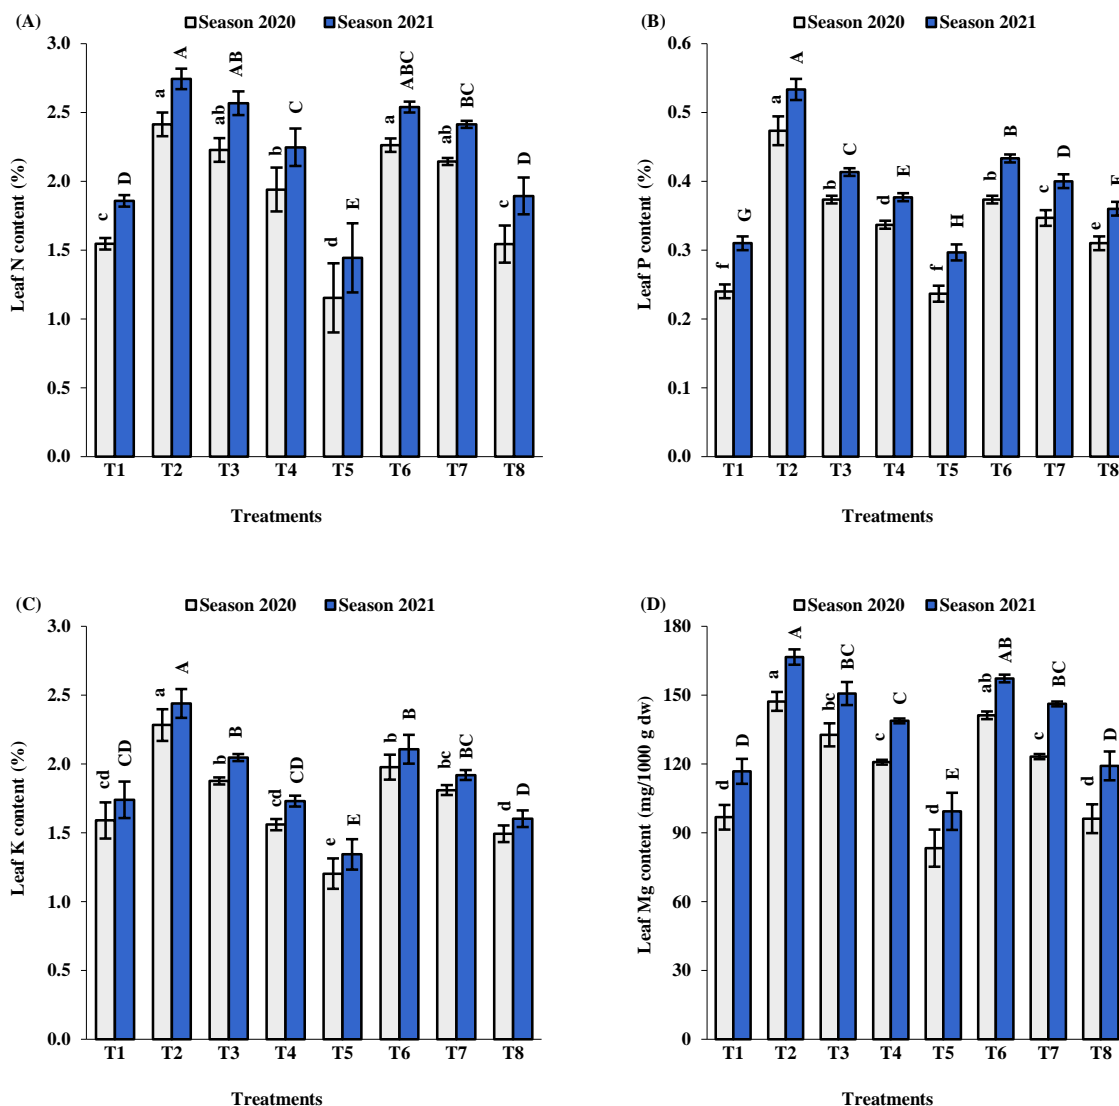 (A)
Season 2020 Season 2021
3.0
2.5
2.0
1.5
1.0
0.5
0.0
Leaf N content (%)
c D a A ab AB b C d E a ABC ab BC c D
T1 T2 T3 T4 T5 T6 T7 T8
Treatments
(B)
Season 2020 Season 2021
0.6
0.5
0.4
0.3
0.2
0.1
0.0
Leaf P content (%)
f G a A b C d E f H b B c D e
T1 T2 T3 T4 T5 T6 T7 T8
Treatments
(C)
Season 2020 Season 2021
3.0
2.5
2.0
1.5
1.0
0.5
0.0
Leaf K content (%)
cd CD a A b B cd CD e E b B bc BC d D
T1 T2 T3 T4 T5 T6 T7 T8
Treatments
(D)
Season 2020 Season 2021
180
150
120
90
60
30
0
Leaf Mg content (mg/1000 g dw)
d D a A bc BC c C d E ab AB c BC d D
T1 T2 T3 T4 T5 T6 T7 T8
Treatments